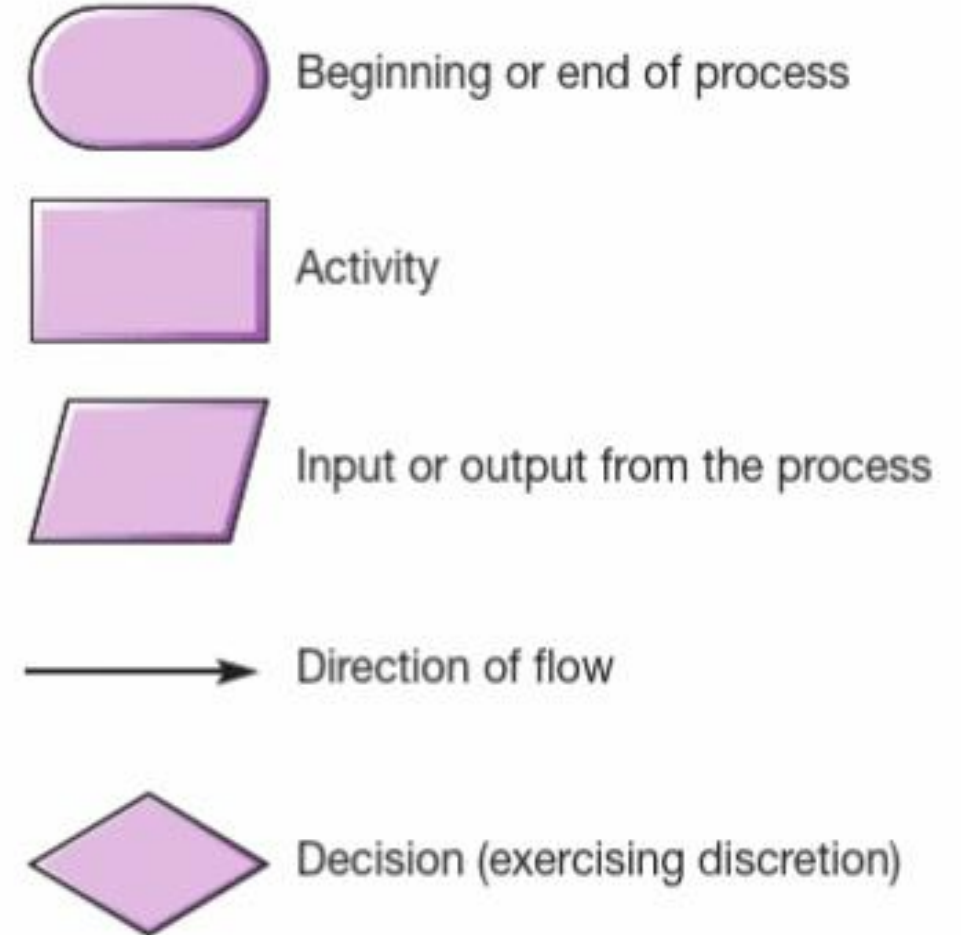 Beginning or end of process
Activity
Input or output from the process
Direction of flow
Decision (exercising discretion)